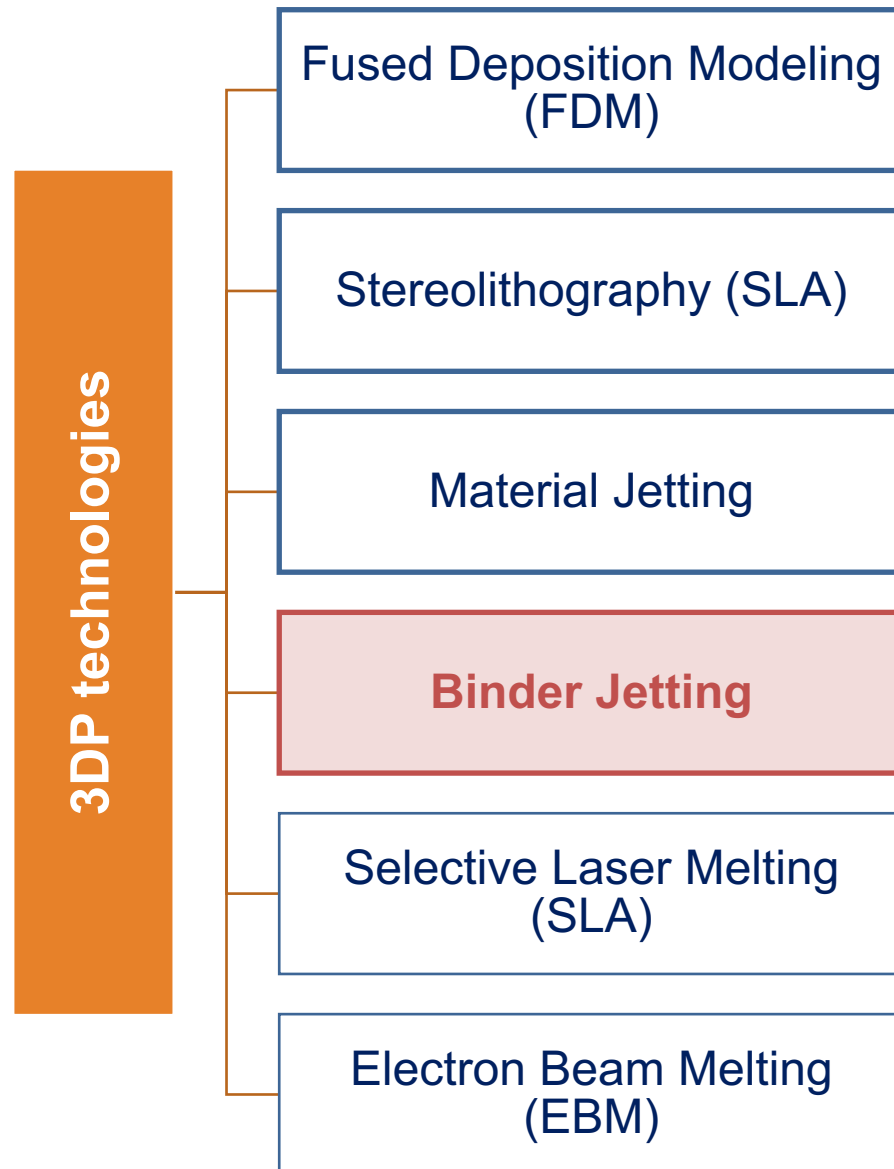 3DP technologies
Fused Deposition Modeling
(FDM)
Stereolithography (SLA)
Material Jetting
Binder Jetting
Selective Laser Melting
(SLA)
Electron Beam Melting
(EBM)